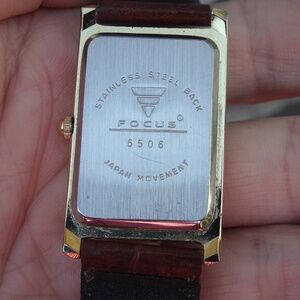 STAINLESS STEEL BACK
FOCUS®
5506
JAPAN MOVEMENT